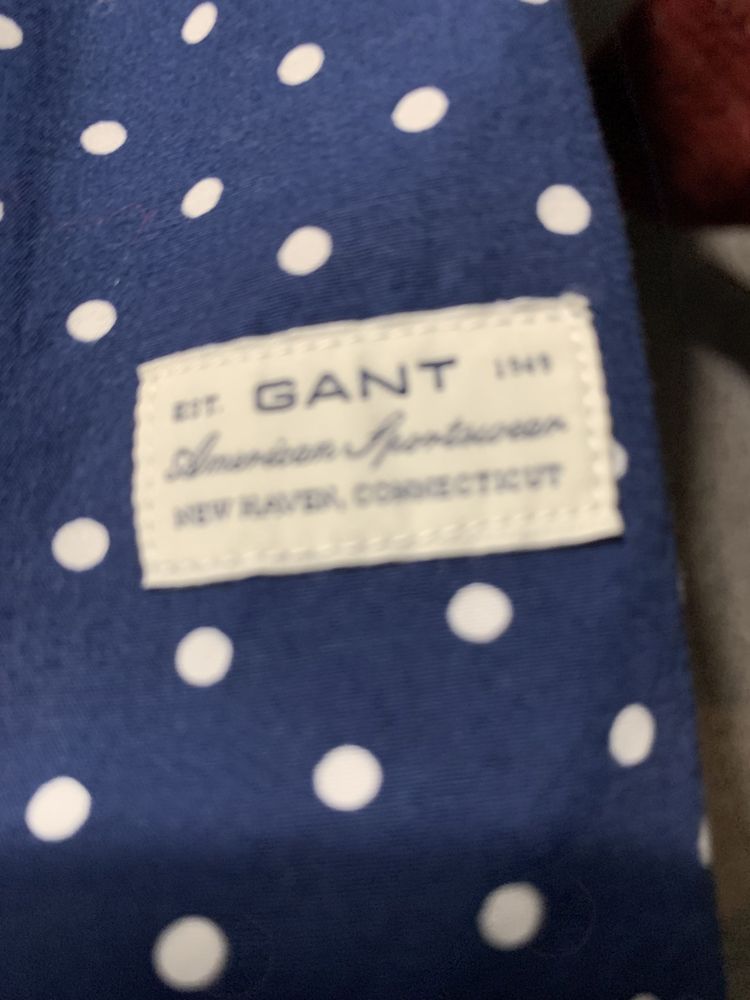 EST. GANT 1949
American Sportswear
NEW HAVEN, CONNECTICUT